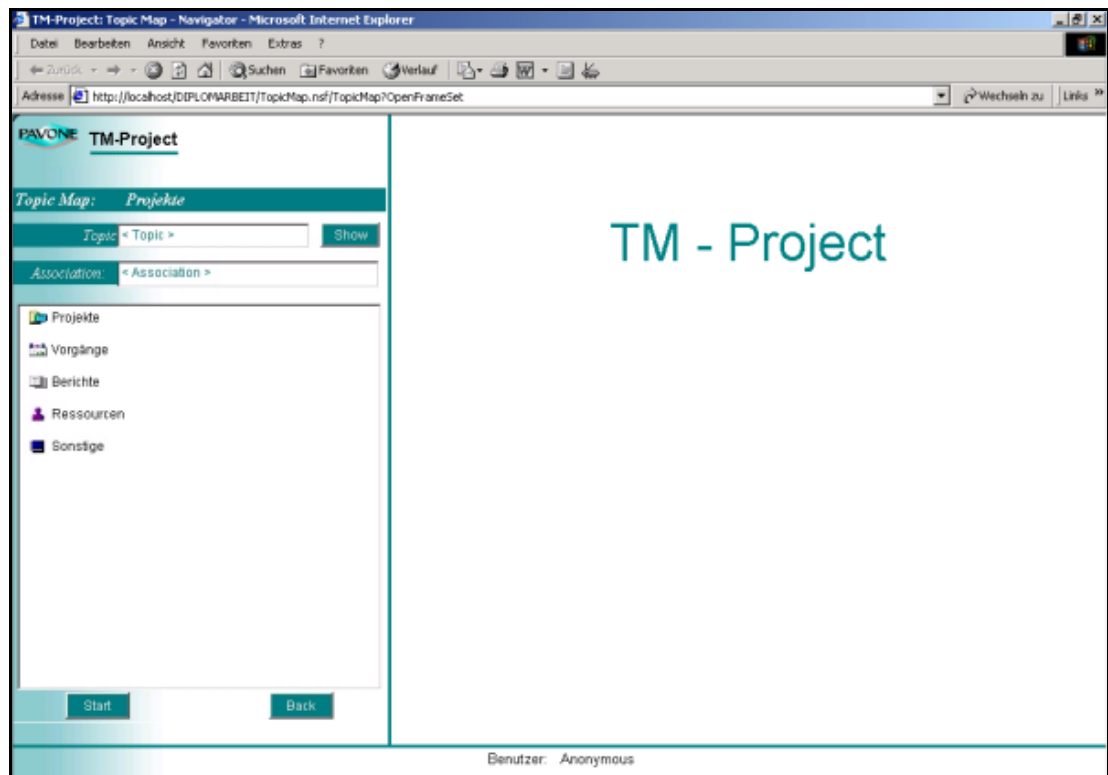 TM-Project: Topic Map - Navigator - Microsoft Internet Explorer
Datei Bearbeiten Ansicht Favoriten Extras ?
Zurück Suchen Favoriten Verlauf
Adresse http://localhost/DIPLOMARBEIT/TopicMap.nsf/TopicMap?OpenFrameSet Wechseln zu Links »
PAVONE TM-Project
Topic Map: Projekte
Topic < Topic > Show
Association: < Association >
Projekte
Vorgänge
Berichte
Ressourcen
Sonstige
Start Back
TM - Project
Benutzer: Anonymous